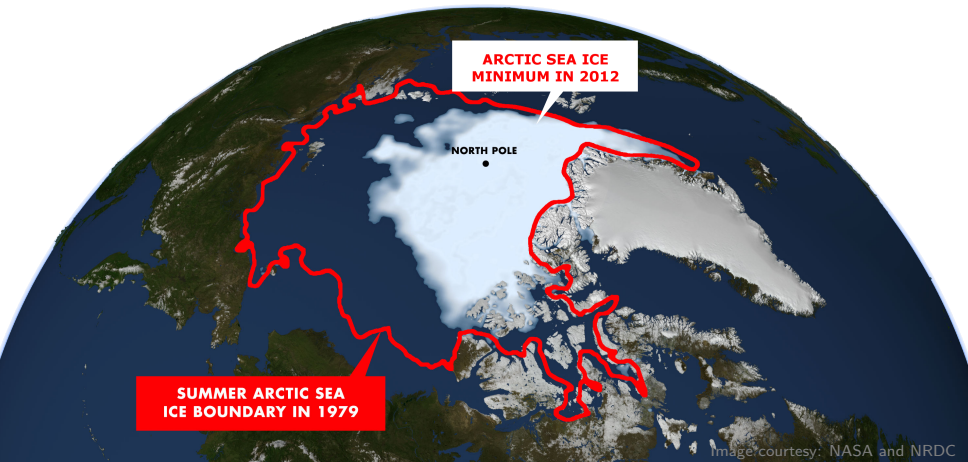 ARCTIC SEA ICE
MINIMUM IN 2012
NORTH POLE
SUMMER ARCTIC SEA
ICE BOUNDARY IN 1979
Image courtesy: NASA and NRDC